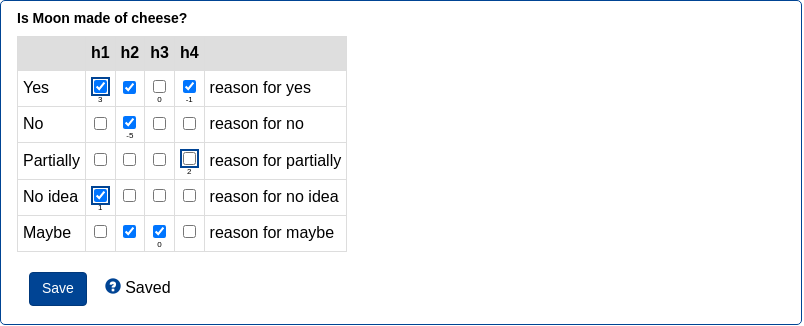 Is Moon made of cheese?
h1 h2 h3 h4
Yes reason for yes
3 0 -1
No reason for no
-5
Partially reason for partially
2
No idea reason for no idea
1
Maybe reason for maybe
0
Save ? Saved